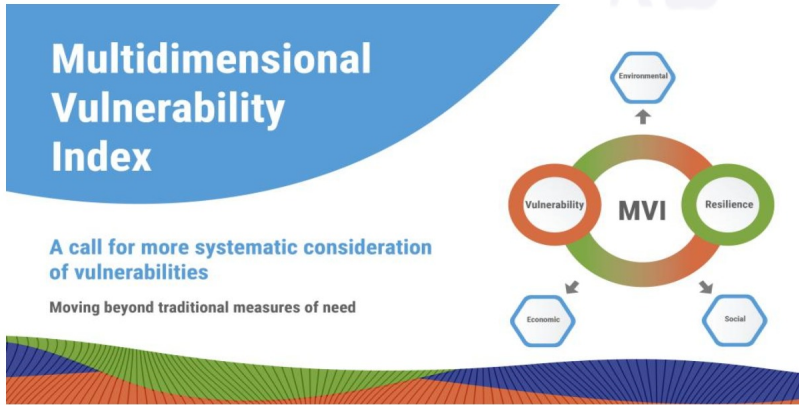 Multidimensional
Vulnerability
Index
A call for more systematic consideration
of vulnerabilities
Moving beyond traditional measures of need
Environmental
Vulnerability
MVI
Resilience
Economic
Social